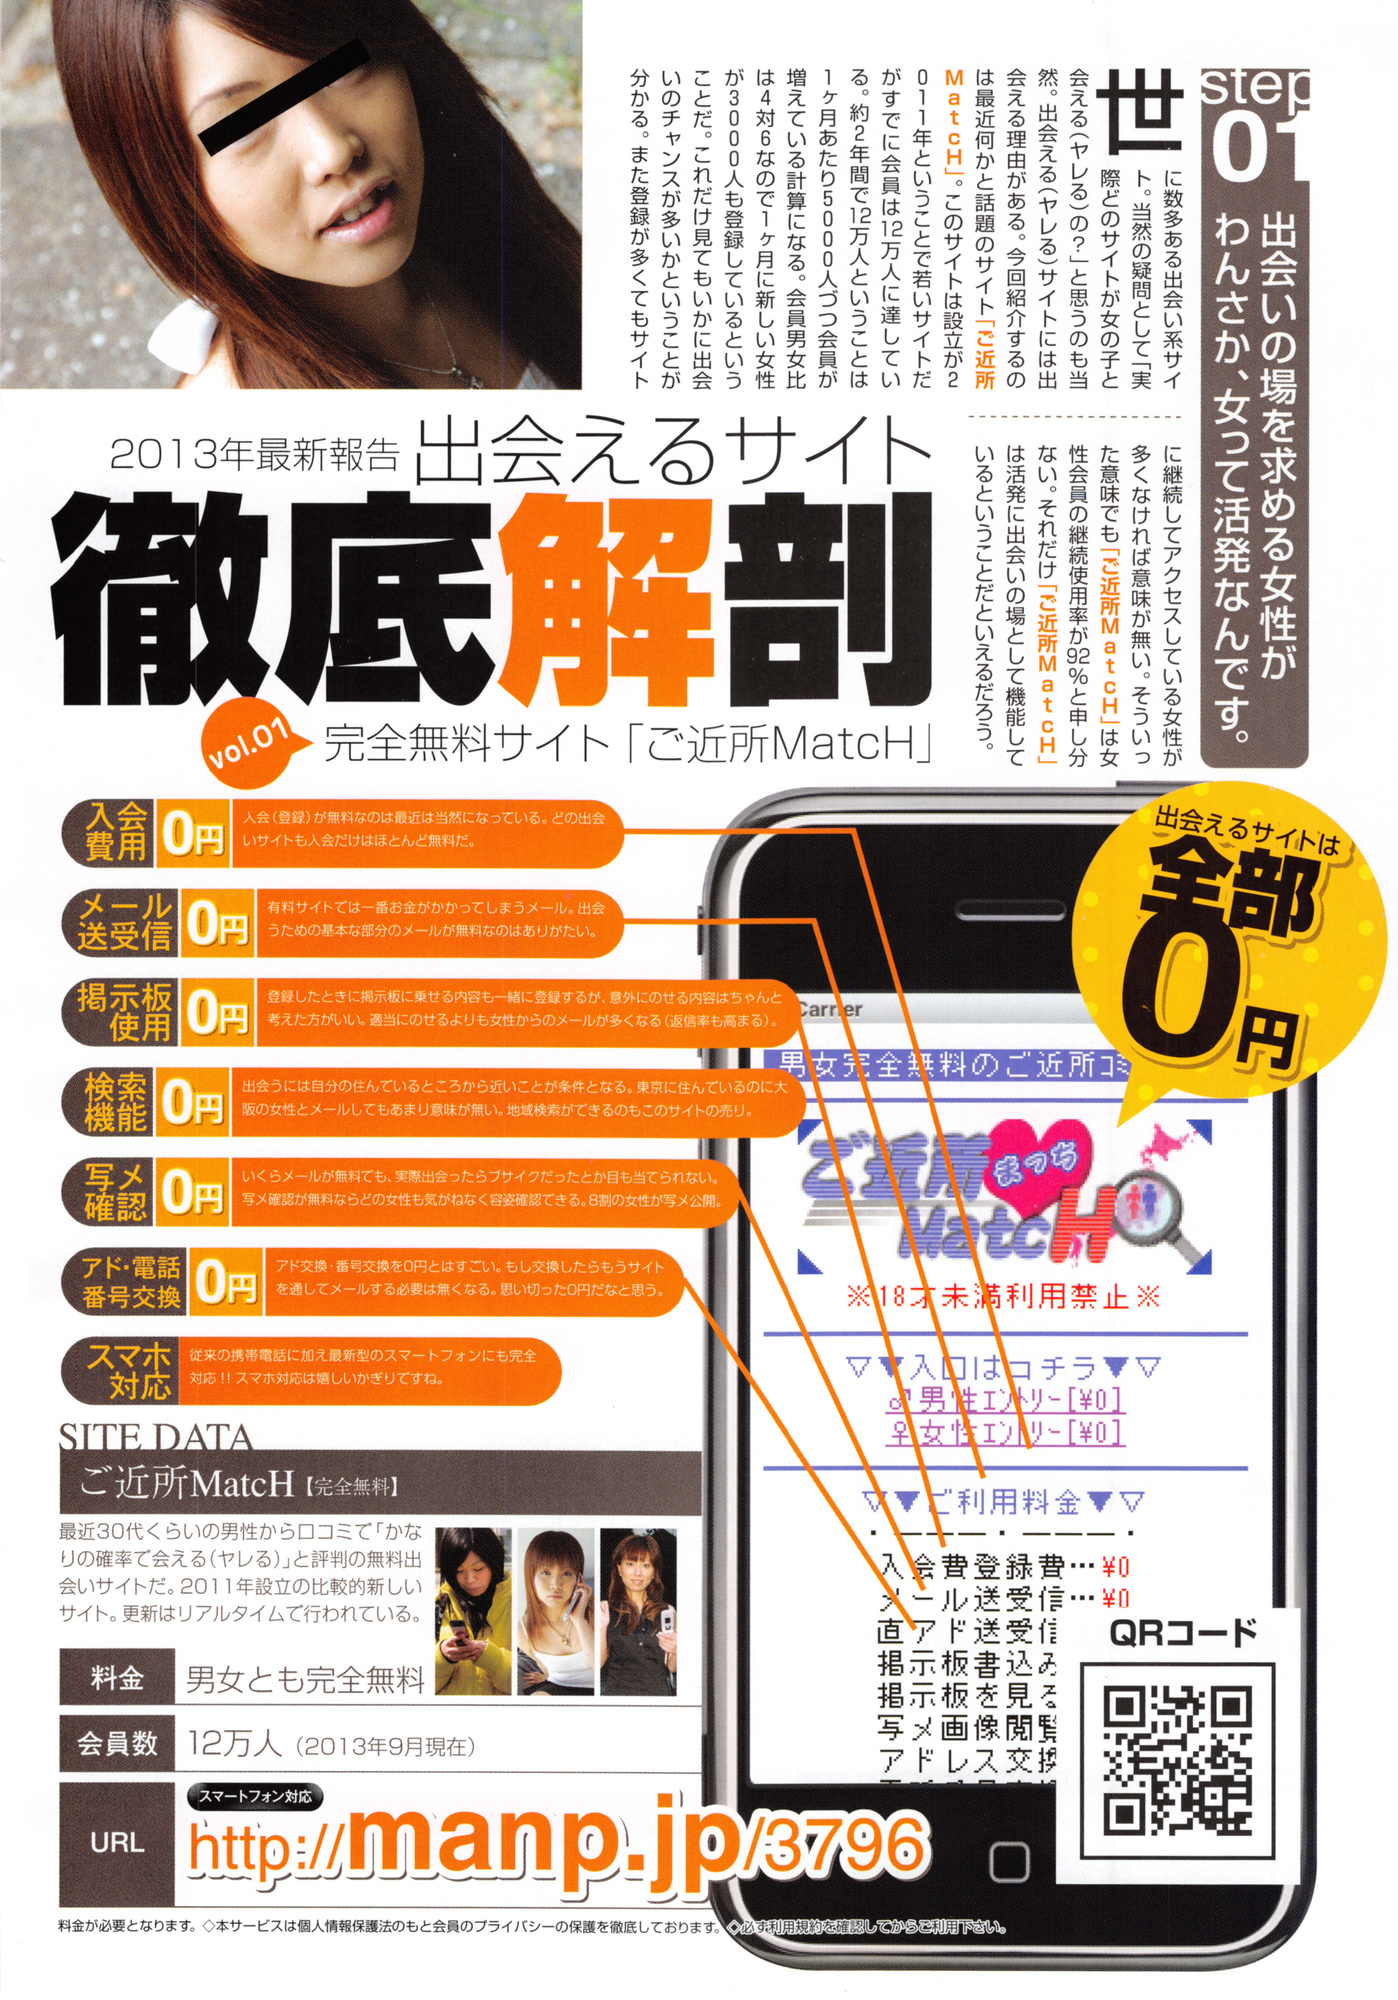 step
01
出会いの場を求める女性が
わんさか、女って活発なんです。
世
に数多ある出会い系サイ
ト。当然の疑問として「実
際どのサイトが女の子と
会える(ヤレる)の?」と思うのも当
然。出会える(ヤレる)サイトには出
会える理由がある。今回紹介するの
は最近何かと話題のサイト「ご近所
MatcH」。このサイトは設立が2
011年ということで若いサイトだ
がすでに会員は12万人に達してい
る。約2年間で12万人ということは
1ヶ月あたり5000人づつ会員が
増えている計算になる。会員男女比
は4対6なので1ヶ月に新しい女性
が3000人も登録しているという
ことだ。これだけ見てもいかに出会
いのチャンスが多いかということが
分かる。また登録が多くてもサイト
に継続してアクセスしている女性が
多くなければ意味が無い。そういっ
た意味でも「ご近所MatcH」は女
性会員の継続使用率が92%と申し分
ない。それだけ「ご近所MatcH」
は活発に出会いの場として機能して
いるということだといえるだろう。
2013年最新報告 出会えるサイト
徹底解剖
vol.01
完全無料サイト「ご近所MatcH」
入会
費用
0円
入会(登録)が無料なのは最近は当然になっている。どの出会
いサイトも入会だけはほとんど無料だ。
メール
送受信
0円
有料サイトでは一番お金がかかってしまうメール。出会
うための基本な部分のメールが無料なのはありがたい。
掲示板
使用
0円
登録したときに掲示板に乗せる内容も一緒に登録するが、意外にのせる内容はちゃんと
考えた方がいい。適当にのせるよりも女性からのメールが多くなる(返信率も高まる)。
検索
機能
0円
出会うには自分の住んでいるところから近いことが条件となる。東京に住んでいるのに大
阪の女性とメールしてもあまり意味が無い。地域検索ができるのもこのサイトの売り。
写メ
確認
0円
いくらメールが無料でも、実際出会ったらブサイクだったとか目も当てられない。
写メ確認が無料ならどの女性も気がねなく容姿確認できる。8割の女性が写メ公開。
アド・電話
番号交換
0円
アド交換・番号交換を0円とはすごい。もし交換したらもうサイト
を通してメールする必要は無くなる。思い切った0円だなと思う。
スマホ
対応
従来の携帯電話に加え最新型のスマートフォンにも完全
対応!!スマホ対応は嬉しいかぎりですね。
出会えるサイトは
全部
0円
Carrier
男女完全無料のご近所コミ
ご近所まっち
MatcH
※18才未満利用禁止※
▽▼入口はコチラ▼▽
♂男性エントリー[¥0]
♀女性エントリー[¥0]
▽▼ご利用料金▼▽
入会費登録費…¥0
メール送受信…¥0
直アド送受信
掲示板書込み
掲示板を見る
写メ画像閲覧
アドレス交換
QRコード
SITE DATA
ご近所MatcH【完全無料】
最近30代くらいの男性から口コミで「かな
りの確率で会える(ヤレる)」と評判の無料出
会いサイトだ。2011年設立の比較的新しい
サイト。更新はリアルタイムで行われている。
料金
男女とも完全無料
会員数
12万人(2013年9月現在)
URL
スマートフォン対応
http://manp.jp/3796
料金が必要となります。◇本サービスは個人情報保護法のもと会員のプライバシーの保護を徹底しております。◇必ず利用規約を確認してからご利用下さい。